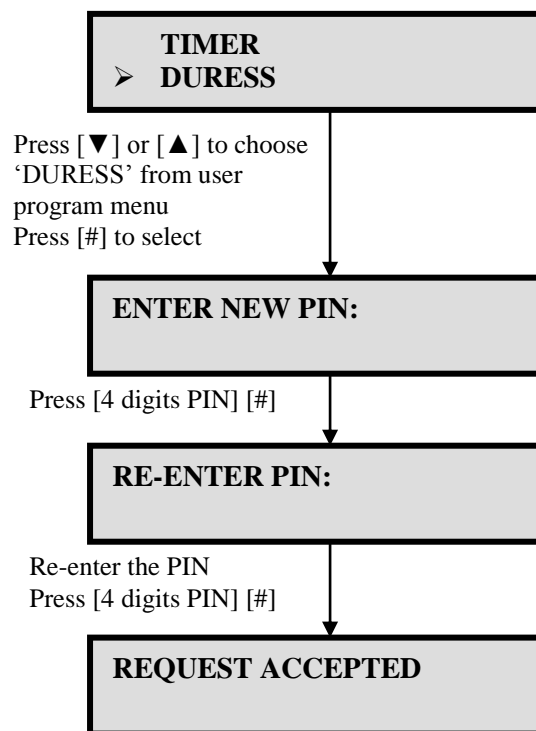 TIMER
➢ DURESS
Press [▼] or [▲] to choose
‘DURESS’ from user
program menu
Press [#] to select
ENTER NEW PIN:
Press [4 digits PIN] [#]
RE-ENTER PIN:
Re-enter the PIN
Press [4 digits PIN] [#]
REQUEST ACCEPTED